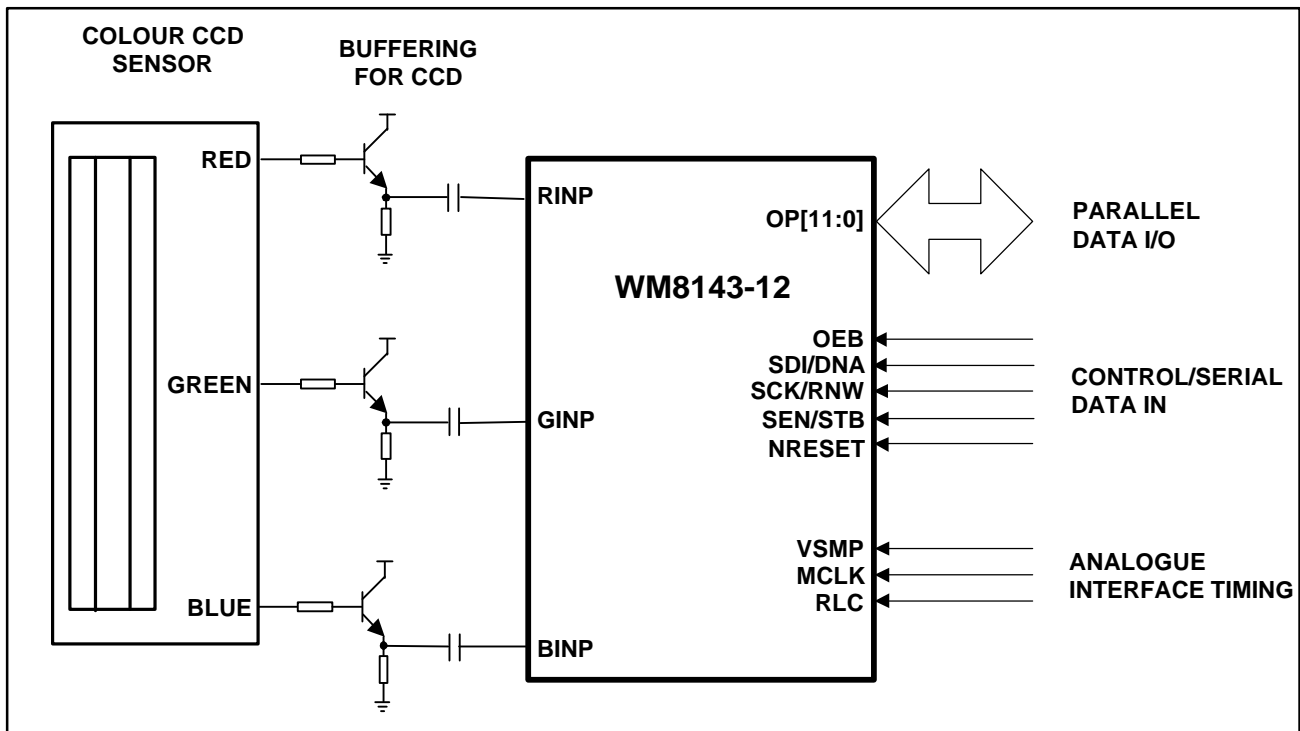 COLOUR CCD
SENSOR
BUFFERING
FOR CCD
RED
GREEN
BLUE
RINP
GINP
BINP
WM8143-12
OP[11:0]
OEB
SDI/DNA
SCK/RNW
SEN/STB
NRESET
VSMP
MCLK
RLC
PARALLEL
DATA I/O
CONTROL/SERIAL
DATA IN
ANALOGUE
INTERFACE TIMING